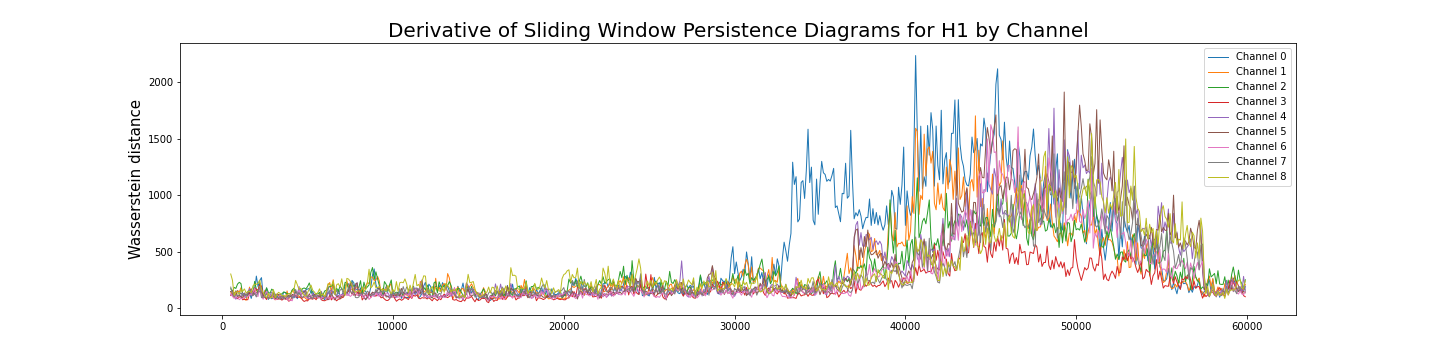 Derivative of Sliding Window Persistence Diagrams for H1 by Channel
Wasserstein distance
2000
1500
1000
500
0
0
10000
20000
30000
40000
50000
60000
Channel 0
Channel 1
Channel 2
Channel 3
Channel 4
Channel 5
Channel 6
Channel 7
Channel 8